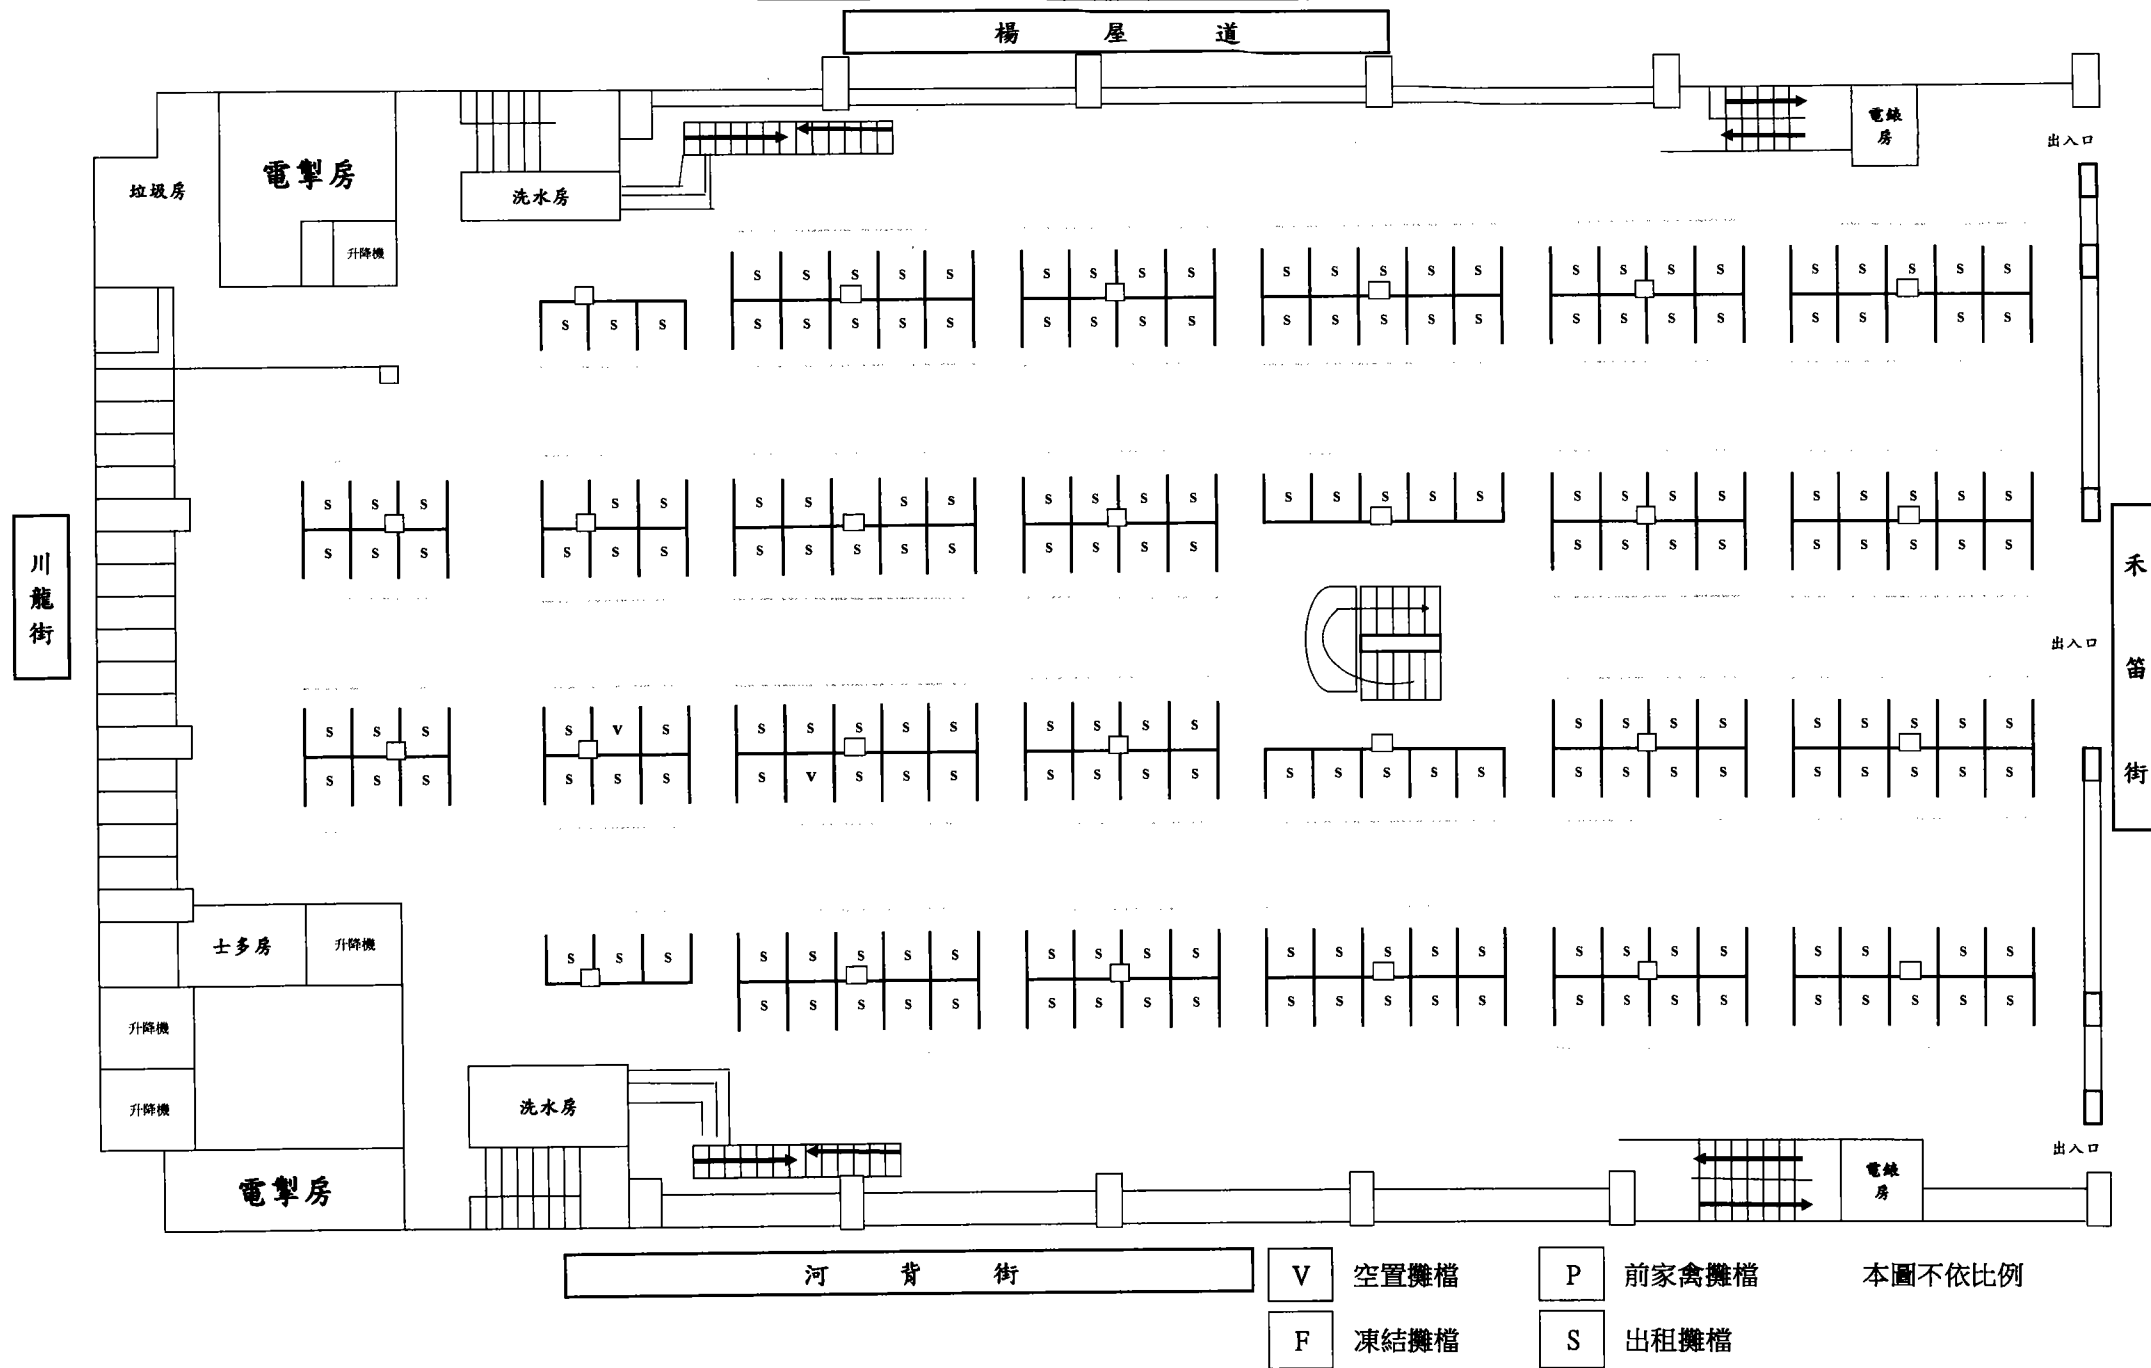 楊屋道
電錶
房
出入口
電掣房
垃圾房
洗水房
升降機
S S S S S S S S S S S S S S S S S S S S S S S
S S S S S S S S S S S S S S S S S S S S S S S S S
S S S S S S S S S S S S S S S S S S S S S S S S S S
S S S S S S S S S S S S S S S S S S S S S S S S
川龍街
禾笛街
出入口
S S S S V S S S S S S S S S S S S S S S S S S
S S S S S S S V S S S S S S S S S S S S S S S S S S S S
S S S S S S S S S S S S S S S S S S S S S S S S S
S S S S S S S S S S S S S S S S S S S S S S S
士多房
升降機
升降機
升降機
洗水房
出入口
電掣房
電錶
房
河背街
V 空置攤檔 P 前家禽攤檔 本圖不依比例
F 凍結攤檔 S 出租攤檔